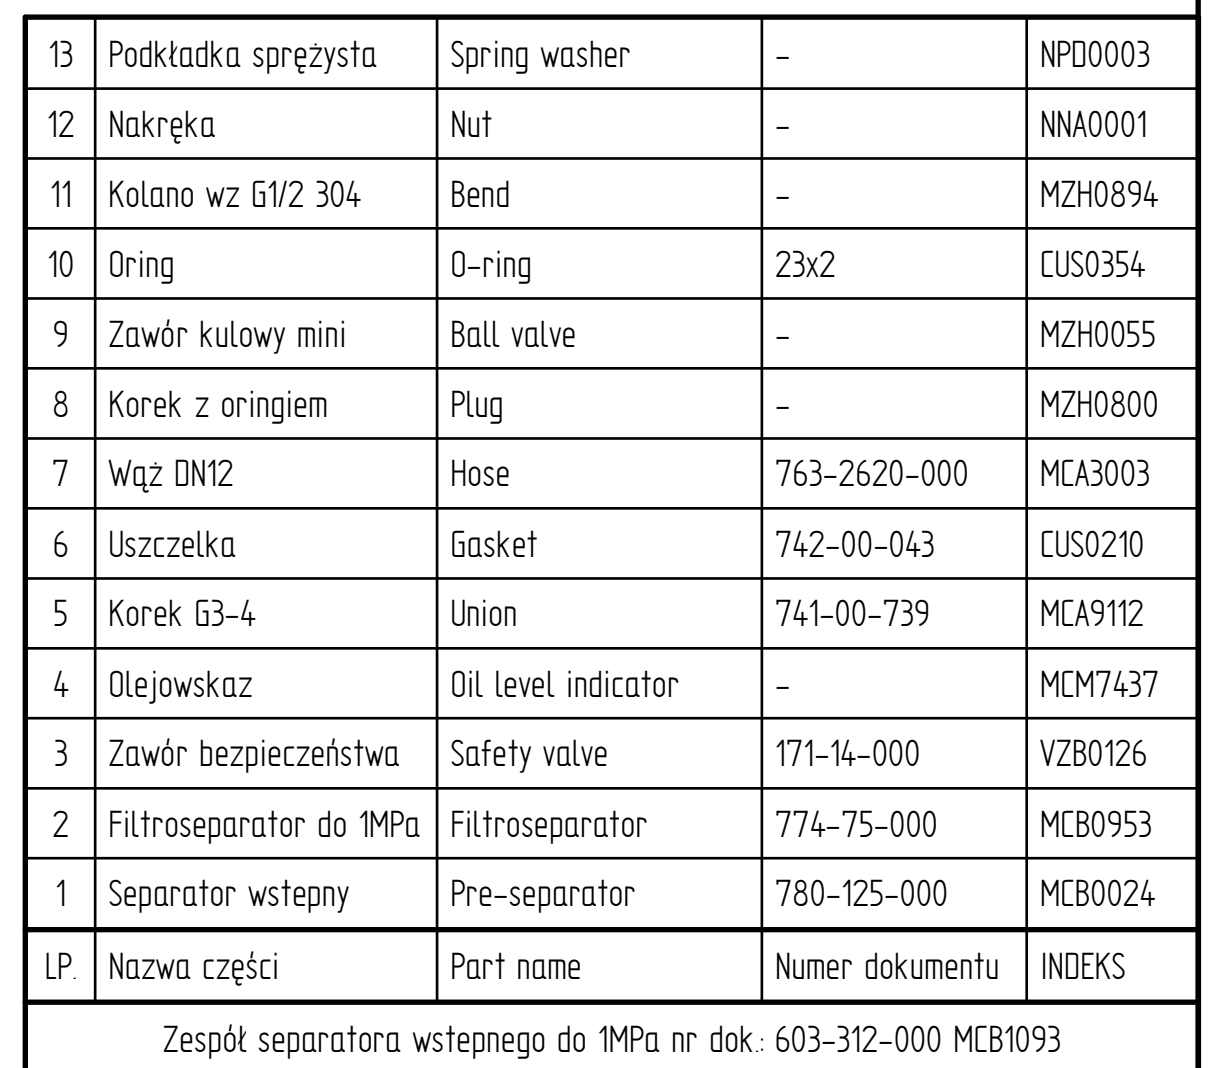 13 Podkładka sprężysta Spring washer - NPD0003
12 Nakręka Nut - NNA0001
11 Kolano wz G1/2 304 Bend - MZH0894
10 Oring O-ring 23x2 CUS0354
9 Zawór kulowy mini Ball valve - MZH0055
8 Korek z oringiem Plug - MZH0800
7 Wąż DN12 Hose 763-2620-000 MCA3003
6 Uszczelka Gasket 742-00-043 CUS0210
5 Korek G3-4 Union 741-00-739 MCA9112
4 Olejowskaz Oil level indicator - MCM7437
3 Zawór bezpieczeństwa Safety valve 171-14-000 VZB0126
2 Filtroseparator do 1MPa Filtroseparator 774-75-000 MCB0953
1 Separator wstepny Pre-separator 780-125-000 MCB0024
LP. Nazwa części Part name Numer dokumentu INDEKS
Zespół separatora wstepnego do 1MPa nr dok.: 603-312-000 MCB1093